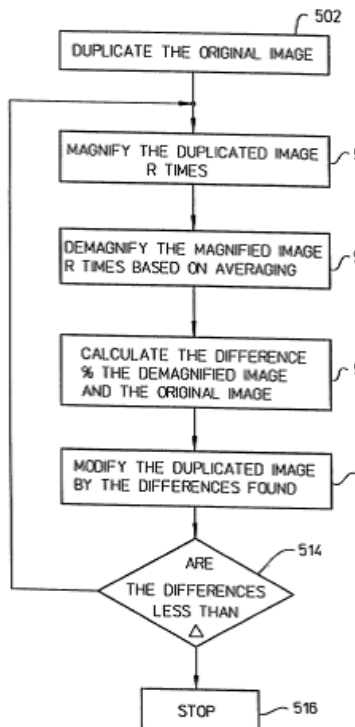 502
DUPLICATE THE ORIGINAL IMAGE
MAGNIFY THE DUPLICATED IMAGE
R TIMES
DEMAGNIFY THE MAGNIFIED IMAGE
R TIMES BASED ON AVERAGING
CALCULATE THE DIFFERENCE
% THE DEMAGNIFIED IMAGE
AND THE ORIGINAL IMAGE
MODIFY THE DUPLICATED IMAGE
BY THE DIFFERENCES FOUND
514
ARE
THE DIFFERENCES
LESS THAN
Δ
STOP
516